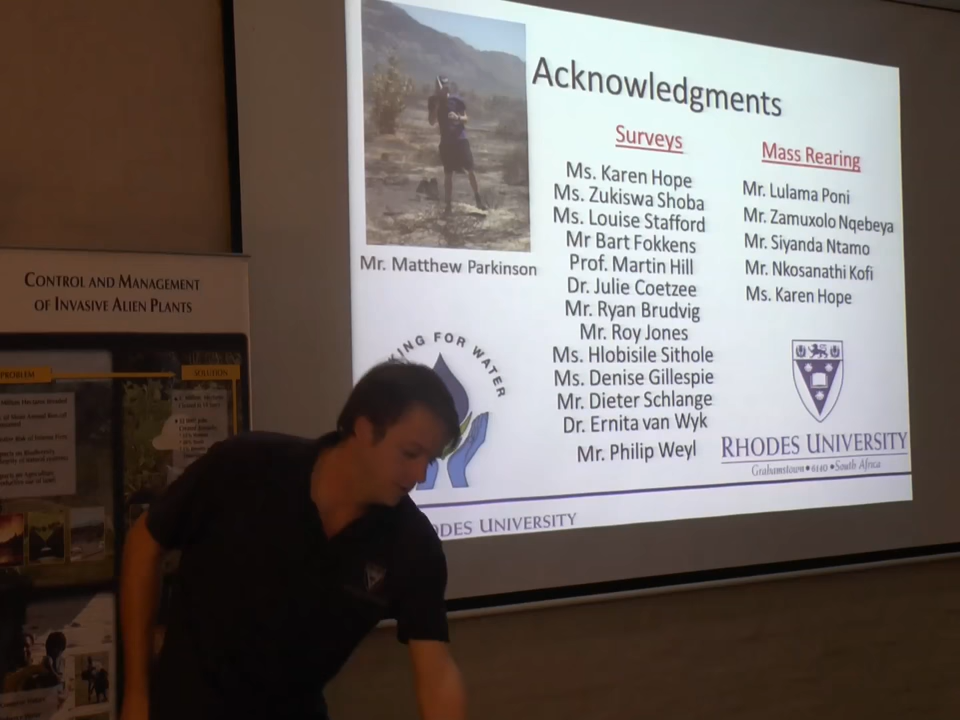 Acknowledgments
Mr. Matthew Parkinson
Surveys
Ms. Karen Hope
Ms. Zukiswa Shoba
Ms. Louise Stafford
Mr Bart Fokkens
Prof. Martin Hill
Dr. Julie Coetzee
Mr. Ryan Brudvig
Mr. Roy Jones
Ms. Hlobisile Sithole
Ms. Denise Gillespie
Mr. Dieter Schlange
Dr. Ernita van Wyk
Mr. Philip Weyl
Mass Rearing
Mr. Lulama Poni
Mr. Zamuxolo Nqebeya
Mr. Siyanda Ntamo
Mr. Nkosanathi Kofi
Ms. Karen Hope
KING FOR WATER
RHODES UNIVERSITY
Grahamstown • 6140 • South Africa
UNIVERSITY
CONTROL AND MANAGEMENT
OF INVASIVE ALIEN PLANTS
PROBLEM
SOLUTION